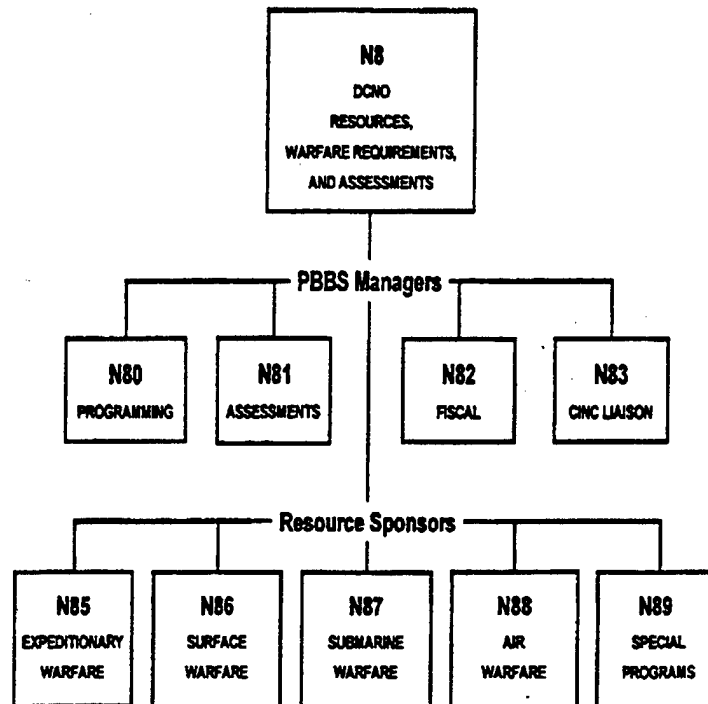 N8
DCNO
RESOURCES,
WARFARE REQUIREMENTS,
AND ASSESSMENTS
PBBS Managers
N80
PROGRAMMING
N81
ASSESSMENTS
N82
FISCAL
N83
CINC LIAISON
Resource Sponsors
N85
EXPEDITIONARY
WARFARE
N86
SURFACE
WARFARE
N87
SUBMARINE
WARFARE
N88
AIR
WARFARE
N89
SPECIAL
PROGRAMS